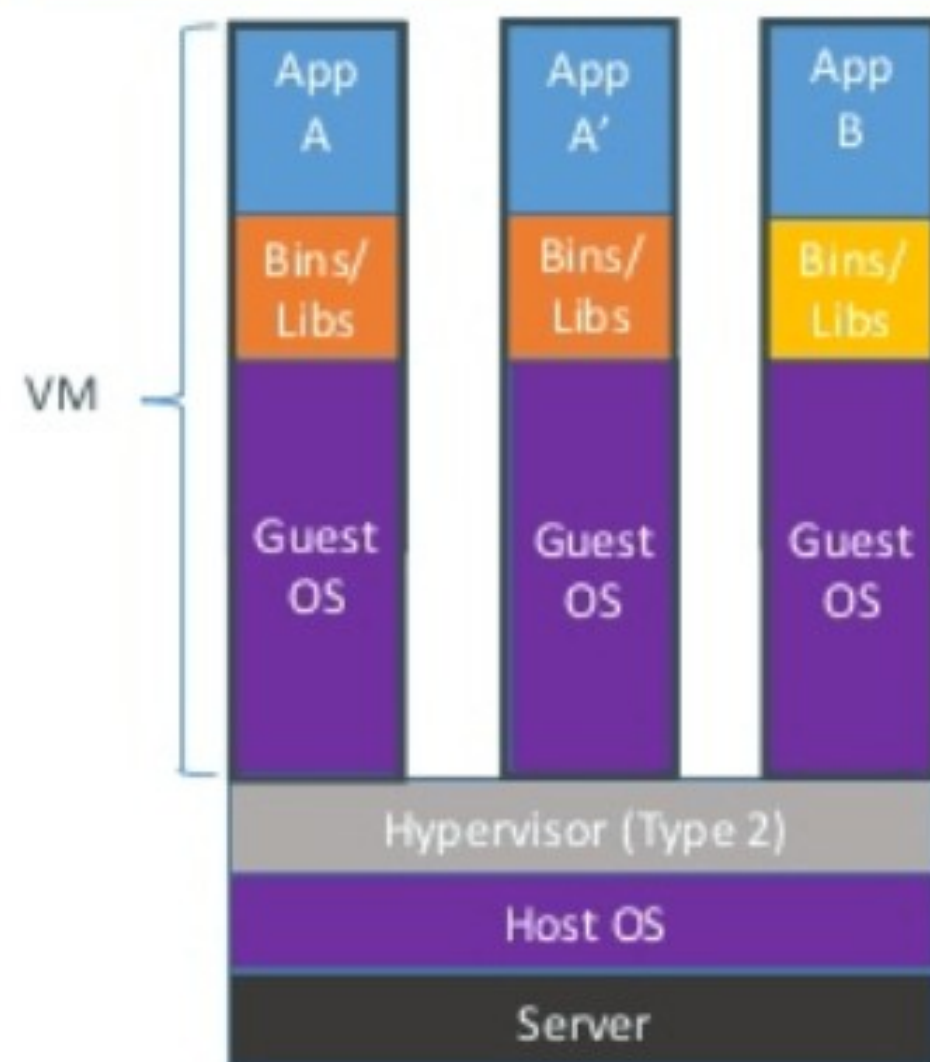 App
A
App
A’
App
B
Bins/
Libs
Bins/
Libs
Bins/
Libs
VM
Guest
OS
Guest
OS
Guest
OS
Hypervisor (Type 2)
Host OS
Server